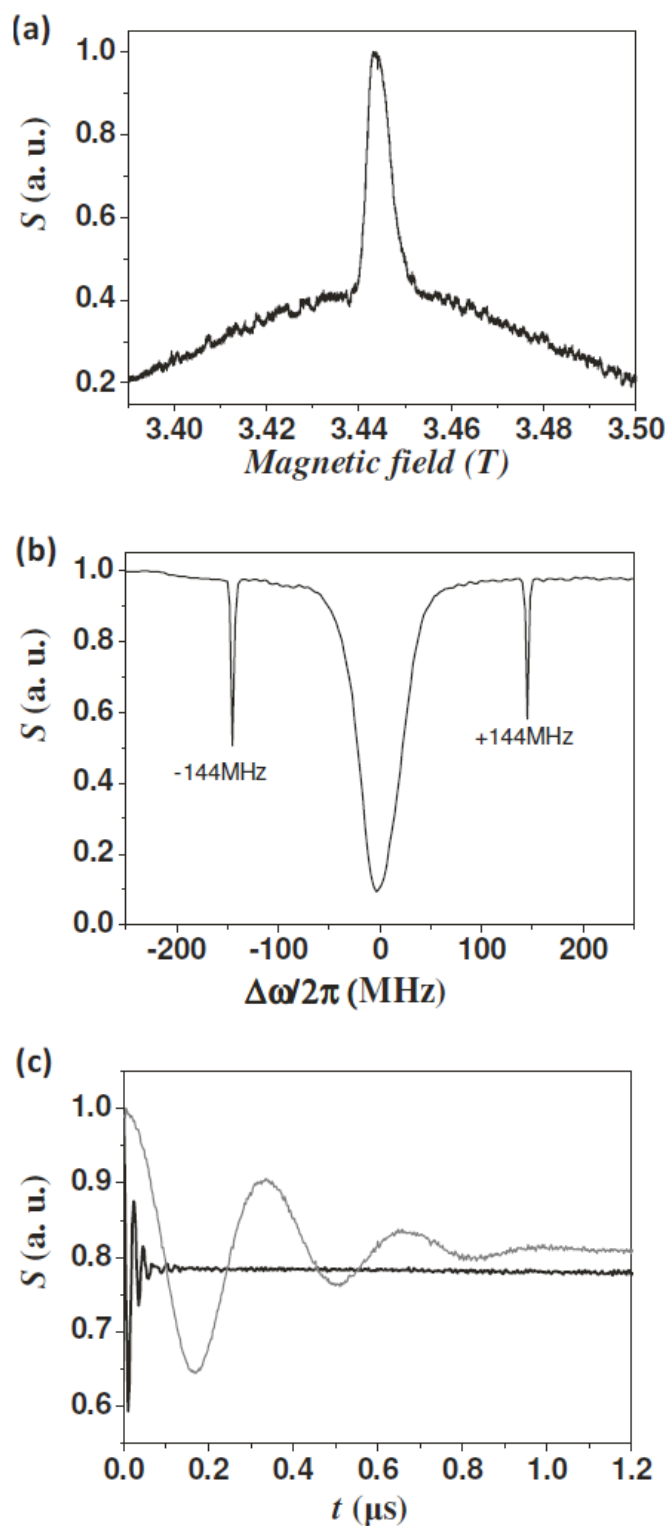 (a)
S (a. u.)
1.0
0.8
0.6
0.4
0.2
3.40 3.42 3.44 3.46 3.48 3.50
Magnetic field (T)
(b)
S (a. u.)
1.0
0.8
0.6
0.4
0.2
0.0
-144MHz
+144MHz
-200 -100 0 100 200
Δω/2π (MHz)
(c)
S (a. u.)
1.0
0.9
0.8
0.7
0.6
0.0 0.2 0.4 0.6 0.8 1.0 1.2
t (μs)